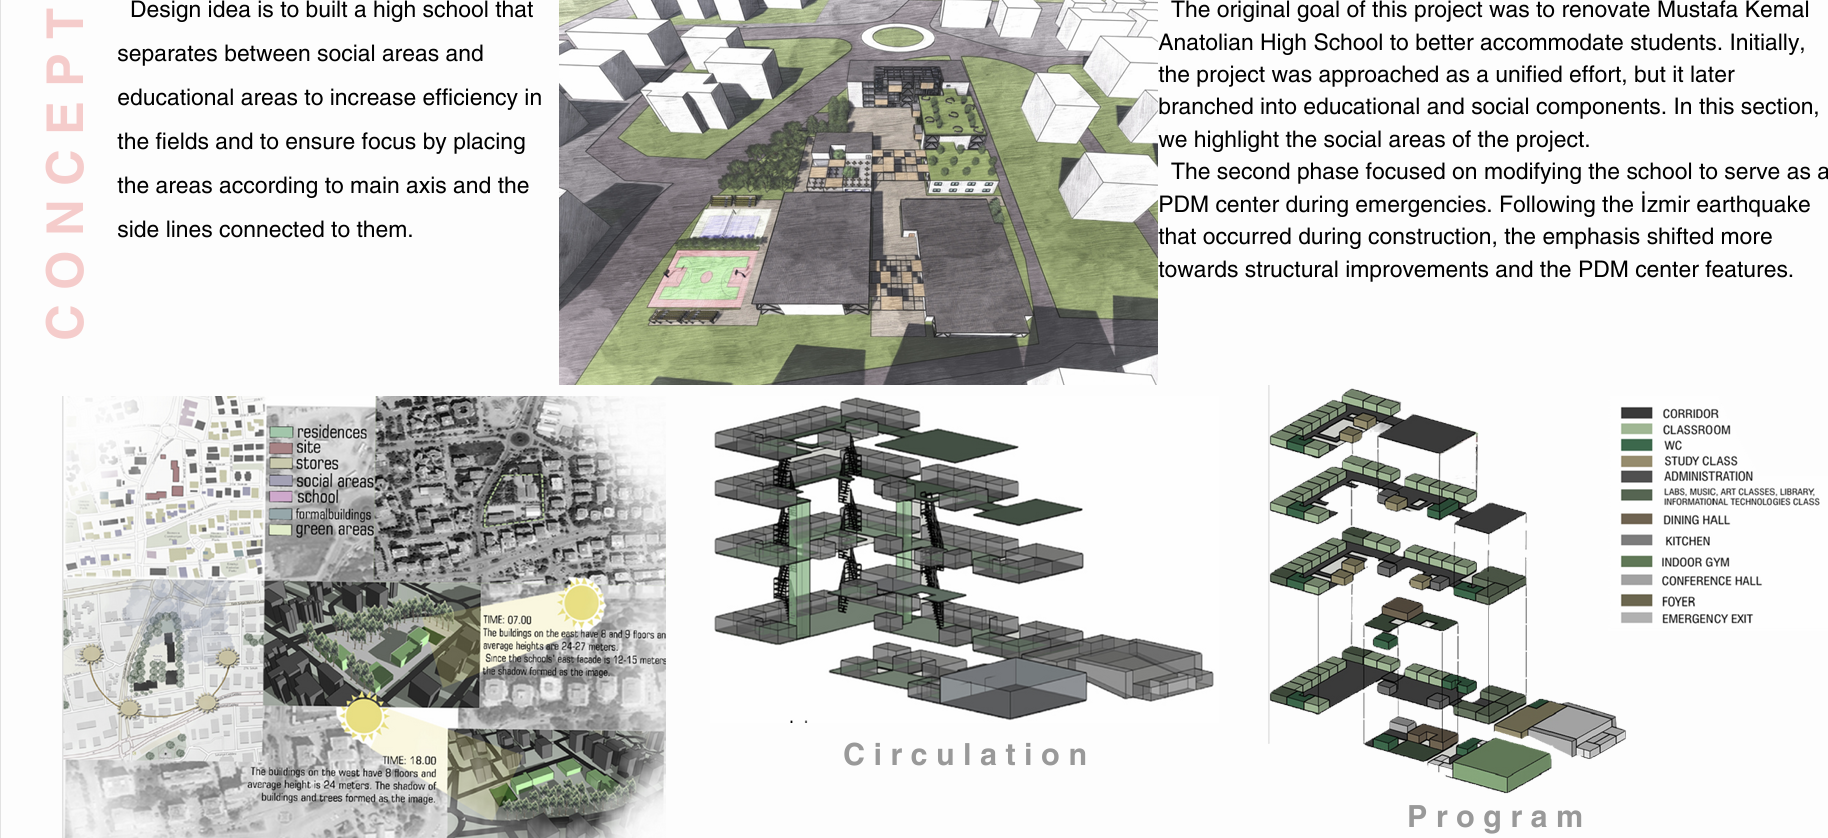 CONCEPT
Design idea is to built a high school that
separates between social areas and
educational areas to increase efficiency in
the fields and to ensure focus by placing
the areas according to main axis and the
side lines connected to them.
The original goal of this project was to renovate Mustafa Kemal
Anatolian High School to better accommodate students. Initially,
the project was approached as a unified effort, but it later
branched into educational and social components. In this section,
we highlight the social areas of the project.
The second phase focused on modifying the school to serve as a
PDM center during emergencies. Following the İzmir earthquake
that occurred during construction, the emphasis shifted more
towards structural improvements and the PDM center features.
residences
site
stores
social areas
school
formalbuildings
green areas
TIME: 07.00
The buildings on the east have 8 and 9 floors an
average heights are 24-27 meters.
Since the schools' east facade is 12-15 meters
the shadow formed as the image.
TIME: 18.00
The buildings on the west have 8 floors and
average height is 24 meters. The shadow of
buildings and trees formed as the image.
Circulation
CORRIDOR
CLASSROOM
WC
STUDY CLASS
ADMINISTRATION
LABS, MUSIC, ART CLASSES, LIBRARY,
INFORMATIONAL TECHNOLOGIES CLASS
DINING HALL
KITCHEN
INDOOR GYM
CONFERENCE HALL
FOYER
EMERGENCY EXIT
Program